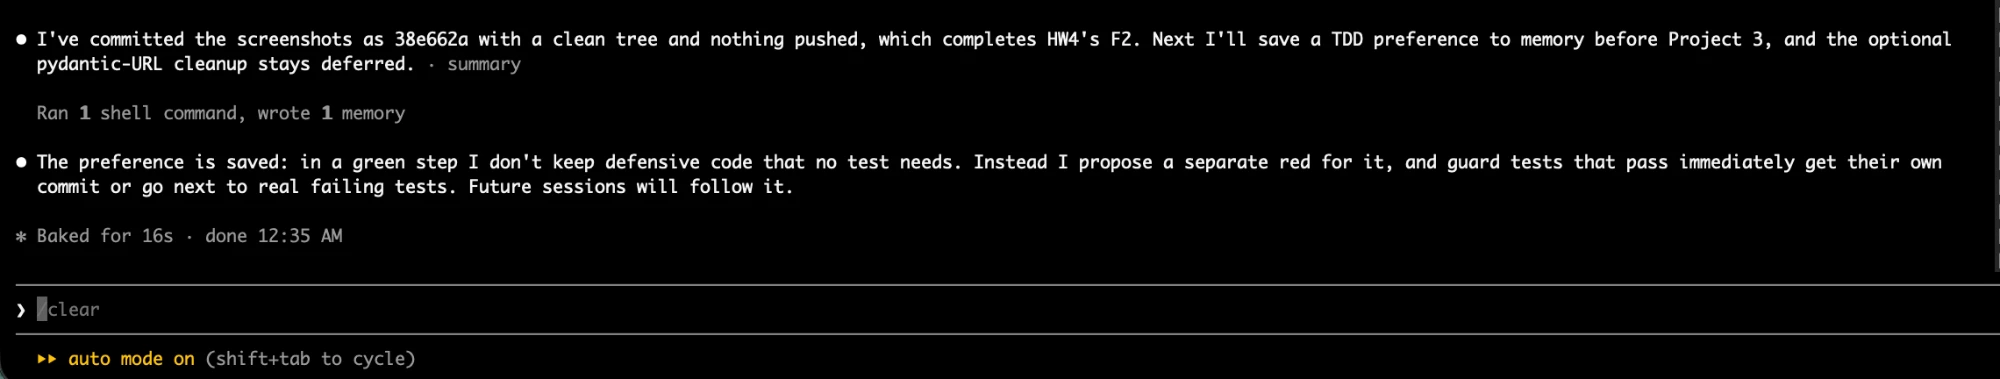 ● I've committed the screenshots as 38e662a with a clean tree and nothing pushed, which completes HW4's F2. Next I'll save a TDD preference to memory before Project 3, and the optional
pydantic-URL cleanup stays deferred. · summary
Ran 1 shell command, wrote 1 memory
● The preference is saved: in a green step I don't keep defensive code that no test needs. Instead I propose a separate red for it, and guard tests that pass immediately get their own
commit or go next to real failing tests. Future sessions will follow it.
✻ Baked for 16s · done 12:35 AM
❯ /clear
⏵⏵ auto mode on (shift+tab to cycle)